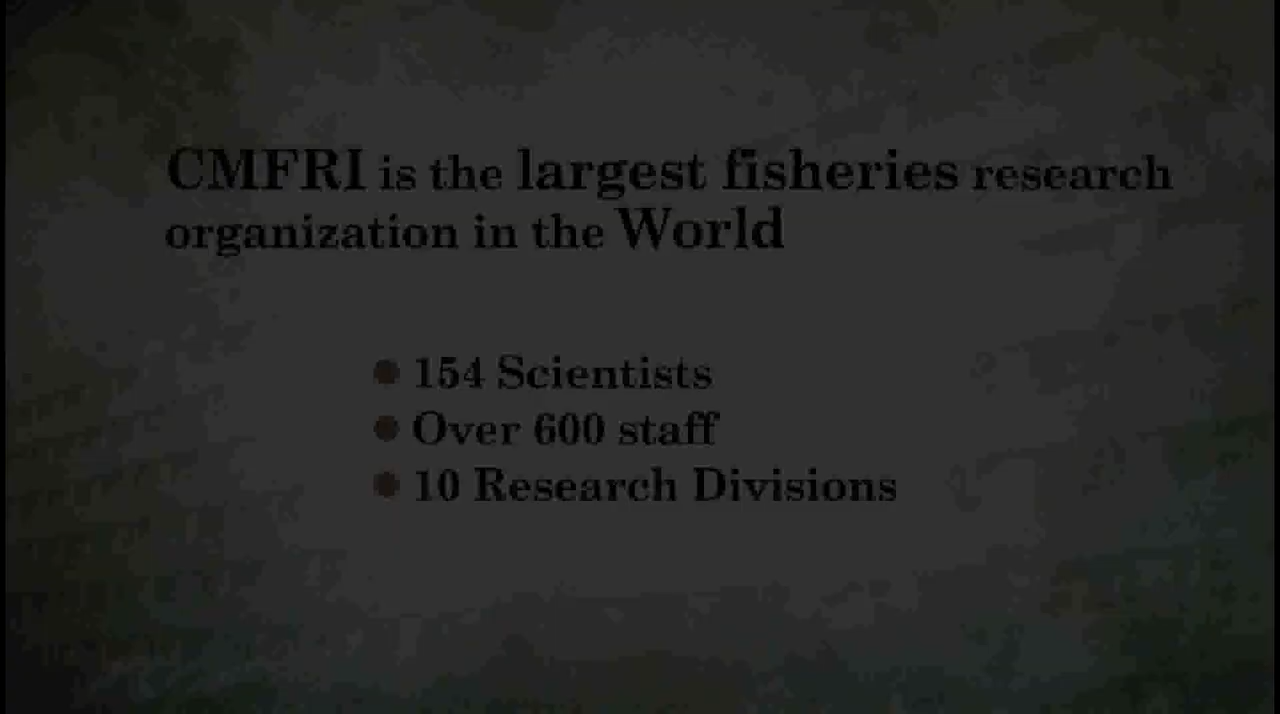 CMFRI is the largest fisheries research
organization in the World
154 Scientists
Over 600 staff
10 Research Divisions